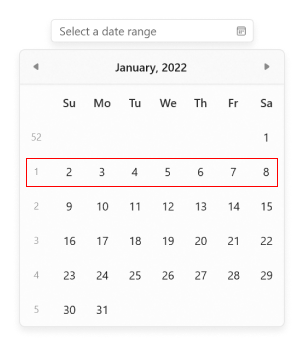 Select a date range
January, 2022
Su Mo Tu We Th Fr Sa
52 1
1 2 3 4 5 6 7 8
2 9 10 11 12 13 14 15
3 16 17 18 19 20 21 22
4 23 24 25 26 27 28 29
5 30 31